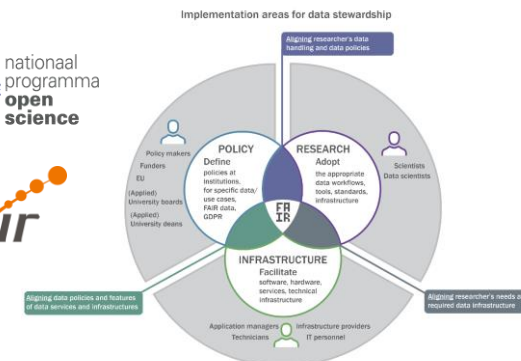 Implementation areas for data stewardship
Aligning researcher's data
handling and data policies
nationaal
programma
open
science
Policy makers
Funders
EU
(Applied)
University boards
(Applied)
University deans
POLICY
Define
policies at
institutions.
for specific data/
use cases,
FAIR data,
GDPR
RESEARCH
Adopt
the appropriate
data workflows,
tools, standards,
infrastructure
Scientists
Data scientists
FA
IR
INFRASTRUCTURE
Facilitate
software, hardware,
services, technical
infrastructure
Aligning data policies and features
of data services and infrastructures
Aligning researcher's needs a
required data infrastructure
Application managers
Infrastructure providers
Technicians
IT personnel